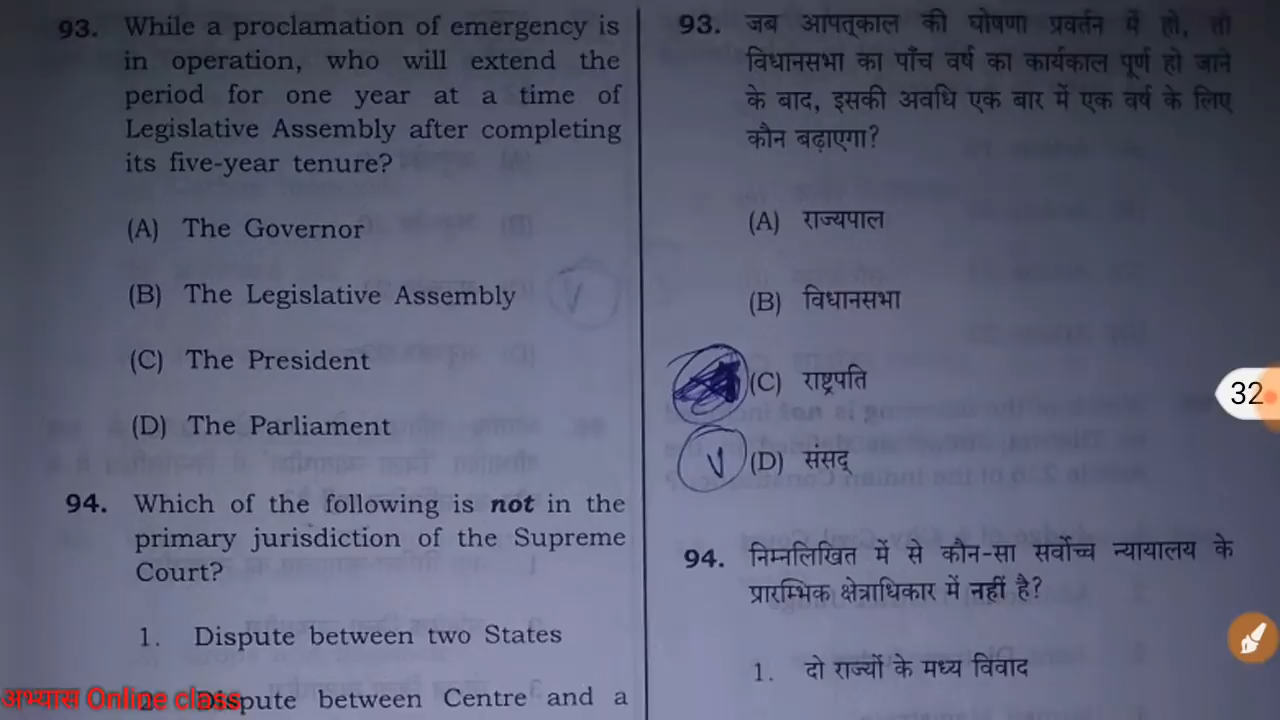 93. While a proclamation of emergency is
in operation, who will extend the
period for one year at a time of
Legislative Assembly after completing
its five-year tenure?
(A) The Governor
(B) The Legislative Assembly
(C) The President
(D) The Parliament
94. Which of the following is not in the
primary jurisdiction of the Supreme
Court?
1. Dispute between two States
2. Dispute between Centre and a
93. जब आपत्काल की घोषणा प्रवर्तन में हो, तो
विधानसभा का पाँच वर्ष का कार्यकाल पूर्ण हो जाने
के बाद, इसकी अवधि एक बार में एक वर्ष के लिए
कौन बढ़ाएगा?
(A) राज्यपाल
(B) विधानसभा
(C) राष्ट्रपति
(D) संसद्
94. निम्नलिखित में से कौन-सा सर्वोच्च न्यायालय के
प्रारम्भिक क्षेत्राधिकार में नहीं है?
1. दो राज्यों के मध्य विवाद
32
अभ्यास Online class